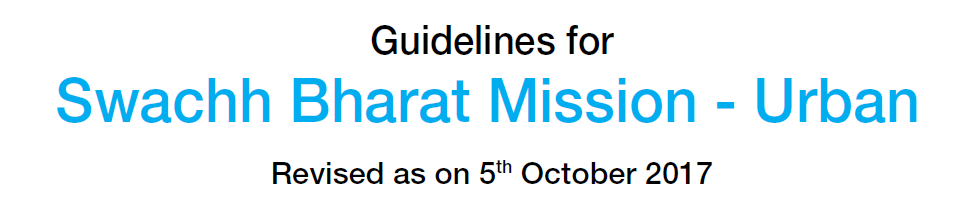 Guidelines for
Swachh Bharat Mission - Urban
Revised as on 5th October 2017